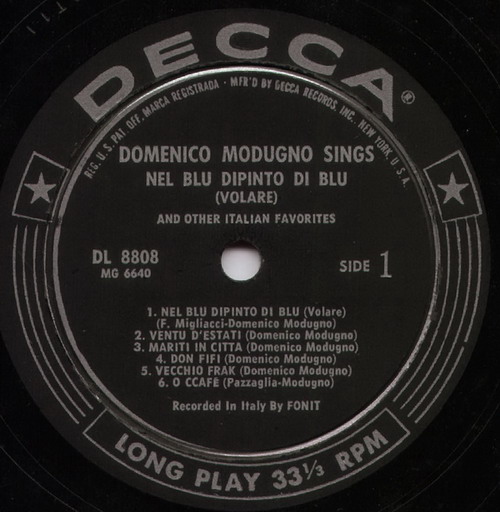 DECCA®
REG. U.S. PAT. OFF. MARCA REGISTRADA • MFR'D BY DECCA RECORDS, INC., NEW YORK, U.S.A.
DOMENICO MODUGNO SINGS
NEL BLU DIPINTO DI BLU
(VOLARE)
AND OTHER ITALIAN FAVORITES
DL 8808
MG 6640
SIDE 1
1. NEL BLU DIPINTO DI BLU (Volare)
(F. Migliacci-Domenico Modugno)
2. VENTU D'ESTATI (Domenico Modugno)
3. MARITI IN CITTA (Domenico Modugno)
4. DON FIFI (Domenico Modugno)
5. VECCHIO FRAK (Domenico Modugno)
6. O CCAFÈ (Pazzaglia-Modugno)
Recorded In Italy By FONIT
LONG PLAY 33⅓ RPM